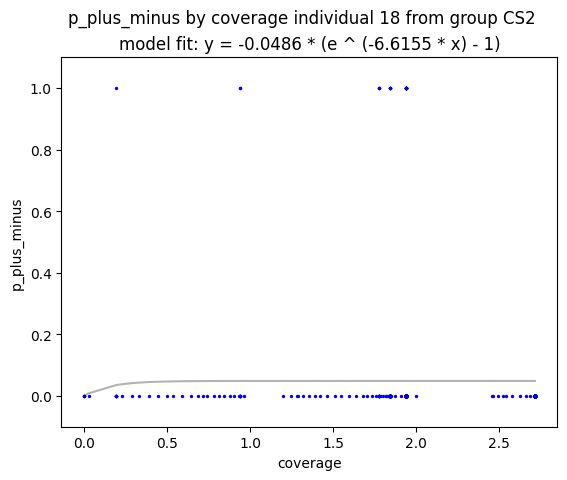 p_plus_minus by coverage individual 18 from group CS2
model fit: y = -0.0486 * (e ^ (-6.6155 * x) - 1)
1.0
0.8
0.6
0.4
0.2
0.0
p_plus_minus
0.0 0.5 1.0 1.5 2.0 2.5
coverage